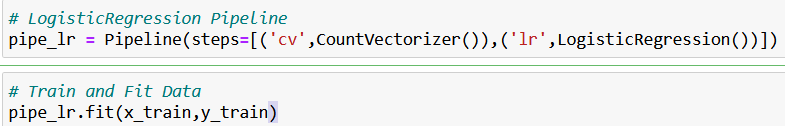 # LogisticRegression Pipeline
pipe_lr = Pipeline(steps=[('cv',CountVectorizer()),('lr',LogisticRegression())])
# Train and Fit Data
pipe_lr.fit(x_train,y_train)